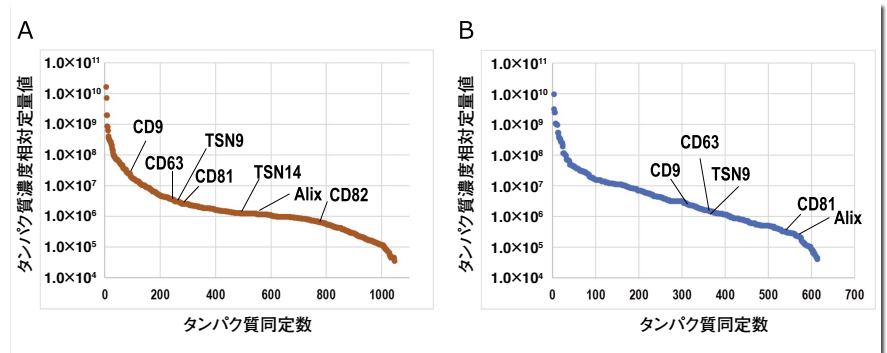 A
タンパク質濃度相対定量値
1.0×10¹¹
1.0×10¹⁰
1.0×10⁹
1.0×10⁸
1.0×10⁷
1.0×10⁶
1.0×10⁵
1.0×10⁴
CD9
CD63
TSN9
CD81
TSN14
Alix
CD82
0 200 400 600 800 1000
タンパク質同定数
B
タンパク質濃度相対定量値
1.0×10¹¹
1.0×10¹⁰
1.0×10⁹
1.0×10⁸
1.0×10⁷
1.0×10⁶
1.0×10⁵
1.0×10⁴
CD63
CD9
TSN9
CD81
Alix
0 100 200 300 400 500 600 700
タンパク質同定数